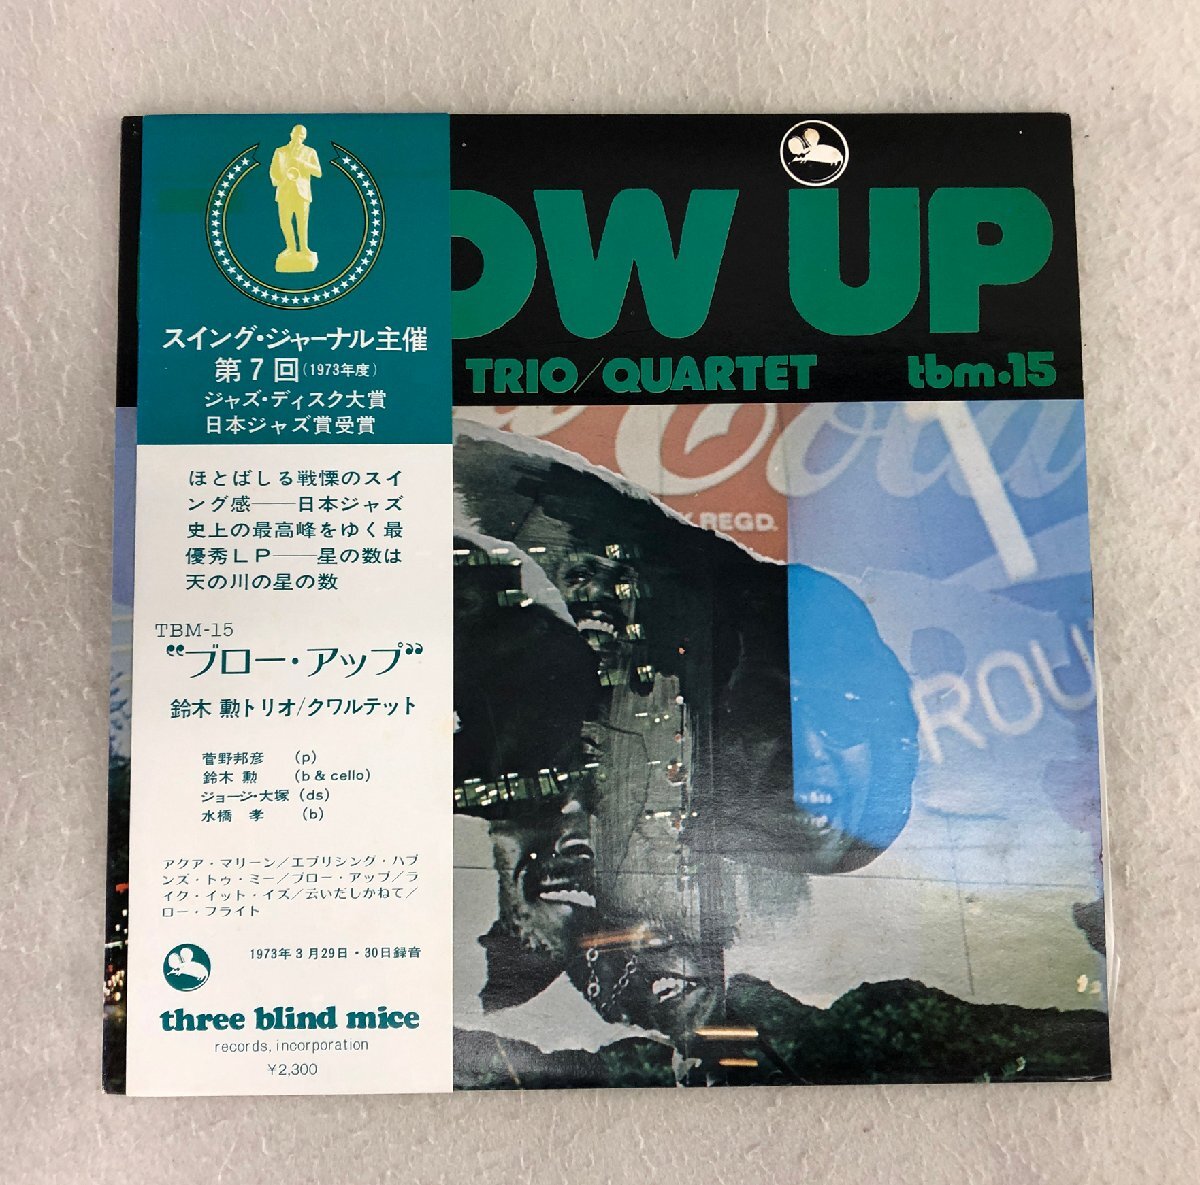 スイング・ジャーナル主催
第7回(1973年度)
ジャズ・ディスク大賞
日本ジャズ賞受賞
ほとばしる戦慄のスイ
ング感──日本ジャズ
史上の最高峰をゆく最
優秀LP──星の数は
天の川の星の数
TBM-15
“ブロー・アップ”
鈴木 勲トリオ/クワルテット
菅野邦彦 (p)
鈴木 勲 (b & cello)
ジョージ・大塚 (ds)
水橋 孝 (b)
アクア・マリーン/エブリシング・ハプ
ンズ・トゥ・ミー/ブロー・アップ/ラ
イク・イット・イズ/云いだしかねて/
ロー・フライト
1973年3月29日・30日録音
three blind mice
records, incorporation
¥2,300
OW UP
TRIO/QUARTET
tbm・15
Cola
REGD.
ROU